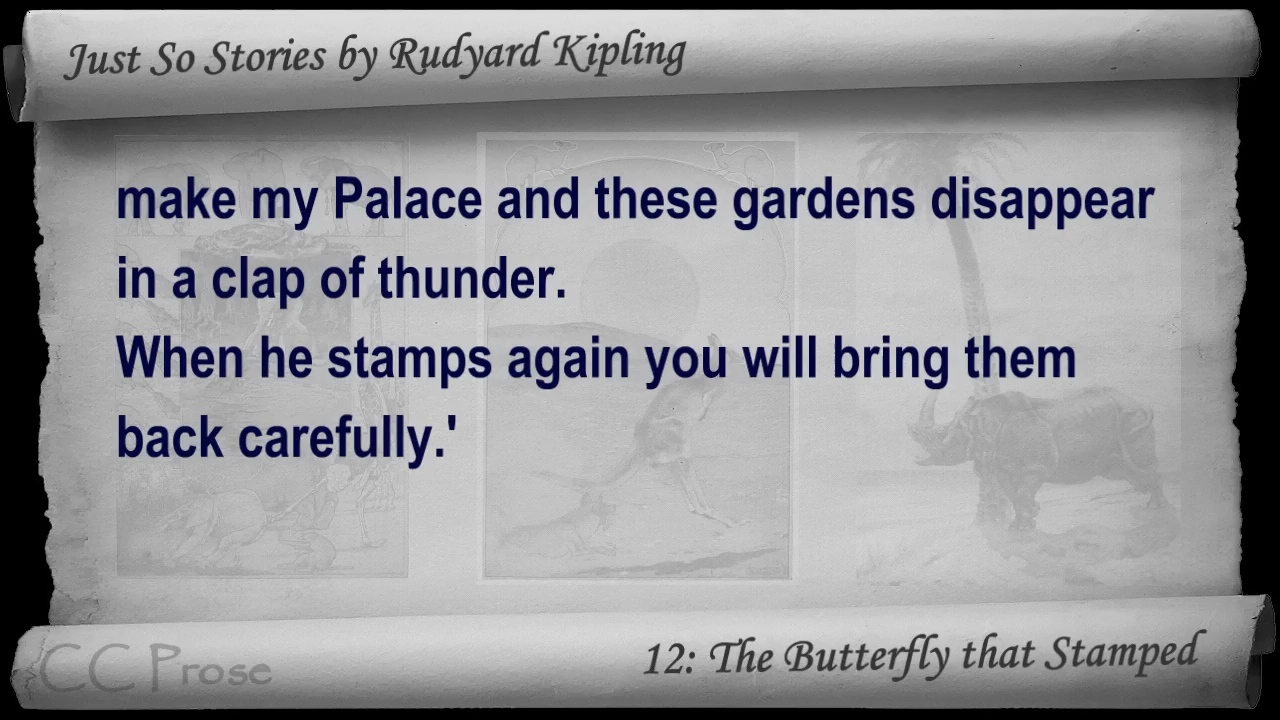 Just So Stories by Rudyard Kipling
make my Palace and these gardens disappear
in a clap of thunder.
When he stamps again you will bring them
back carefully.'
CC Prose
12: The Butterfly that Stamped